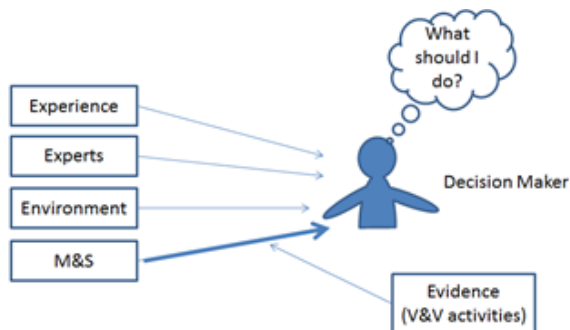 What
should I
do?
Experience
Experts
Environment
M&S
Decision Maker
Evidence
(V&V activities)